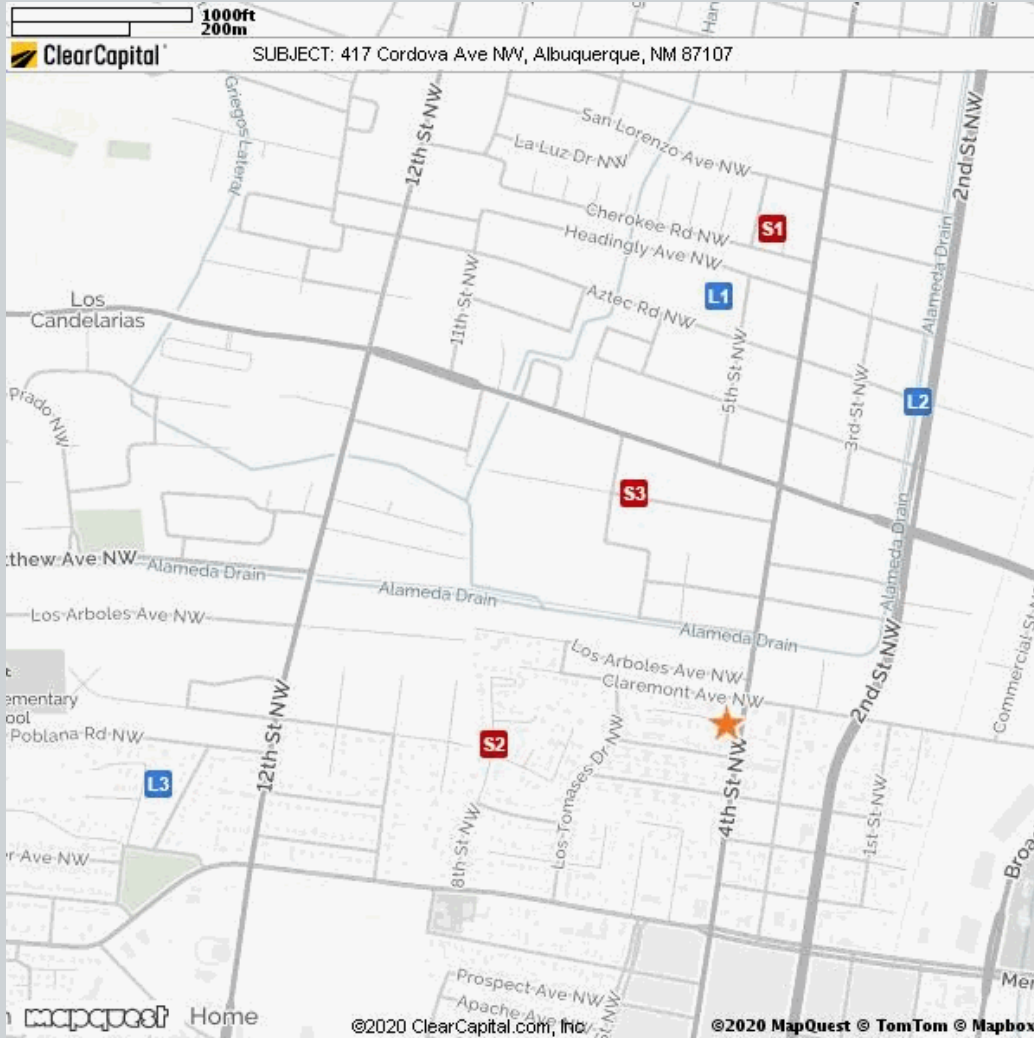 1000ft
200m
ClearCapital
SUBJECT: 417 Cordova Ave NW, Albuquerque, NM 87107
Griegos Lateral
12th St NW
San Lorenzo Ave NW
La Luz Dr NW
2nd St NW
Cherokee Rd NW
S1
Headingly Ave NW
Alameda Drain
L1
Aztec Rd NW
11th St NW
Los
Candelarias
5th St NW
3rd St NW
L2
Prado NW
S3
Alameda Drain
tthew Ave NW
Alameda Drain
Alameda Drain
Los Arboles Ave NW
Alameda Drain
Los Arboles Ave NW
Claremont Ave NW
2nd St NW
Commercial St
ementary
ool
Poblana Rd NW
12th St NW
S2
Los Tomases Dr NW
4th St NW
L3
1st St NW
8th St NW
er Ave NW
Broa
Prospect Ave NW
Apache Ave NW
Men
mapquest
Home
©2020 ClearCapital.com, Inc.
©2020 MapQuest © TomTom © Mapbox